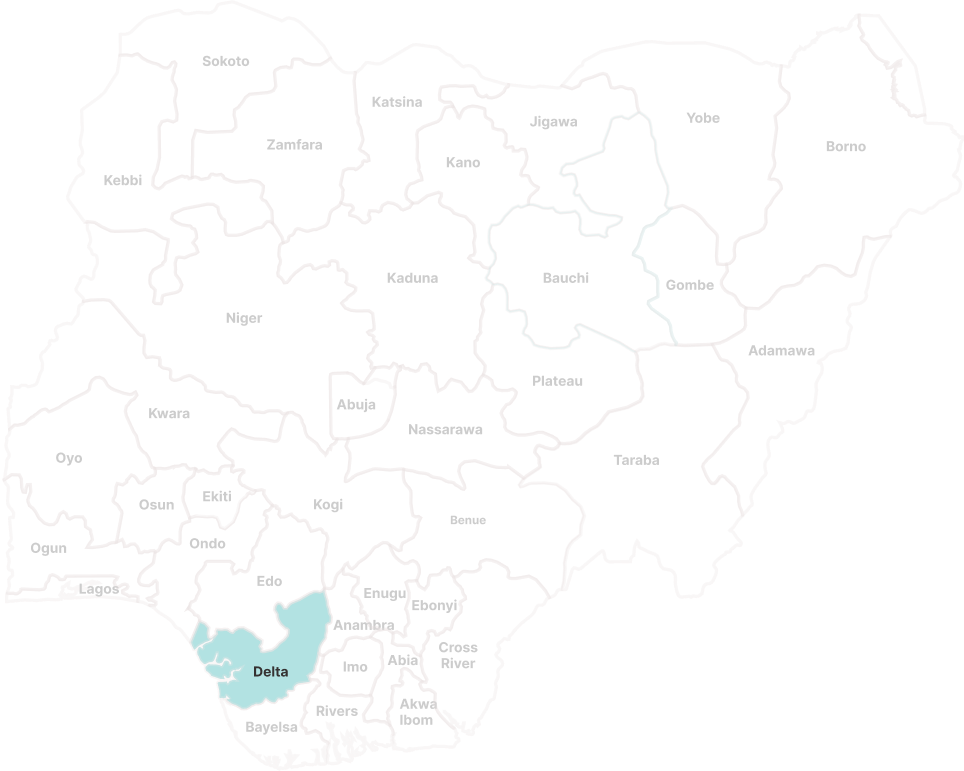 Sokoto
Katsina
Jigawa
Yobe
Zamfara
Borno
Kano
Kebbi
Kaduna
Bauchi
Gombe
Niger
Adamawa
Plateau
Abuja
Kwara
Nassarawa
Oyo
Taraba
Ekiti
Osun
Kogi
Benue
Ogun
Ondo
Edo
Lagos
Enugu
Ebonyi
Anambra
Cross
River
Abia
Imo
Delta
Akwa
Ibom
Rivers
Bayelsa